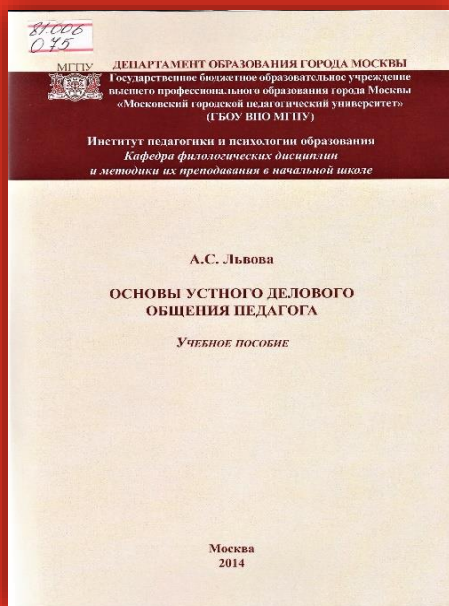 81.006
О 75
МГПУ
ДЕПАРТАМЕНТ ОБРАЗОВАНИЯ ГОРОДА МОСКВЫ
Государственное бюджетное образовательное учреждение
высшего профессионального образования города Москвы
«Московский городской педагогический университет»
(ГБОУ ВПО МГПУ)
Институт педагогики и психологии образования
Кафедра филологических дисциплин
и методики их преподавания в начальной школе
А.С. Львова
ОСНОВЫ УСТНОГО ДЕЛОВОГО
ОБЩЕНИЯ ПЕДАГОГА
УЧЕБНОЕ ПОСОБИЕ
Москва
2014